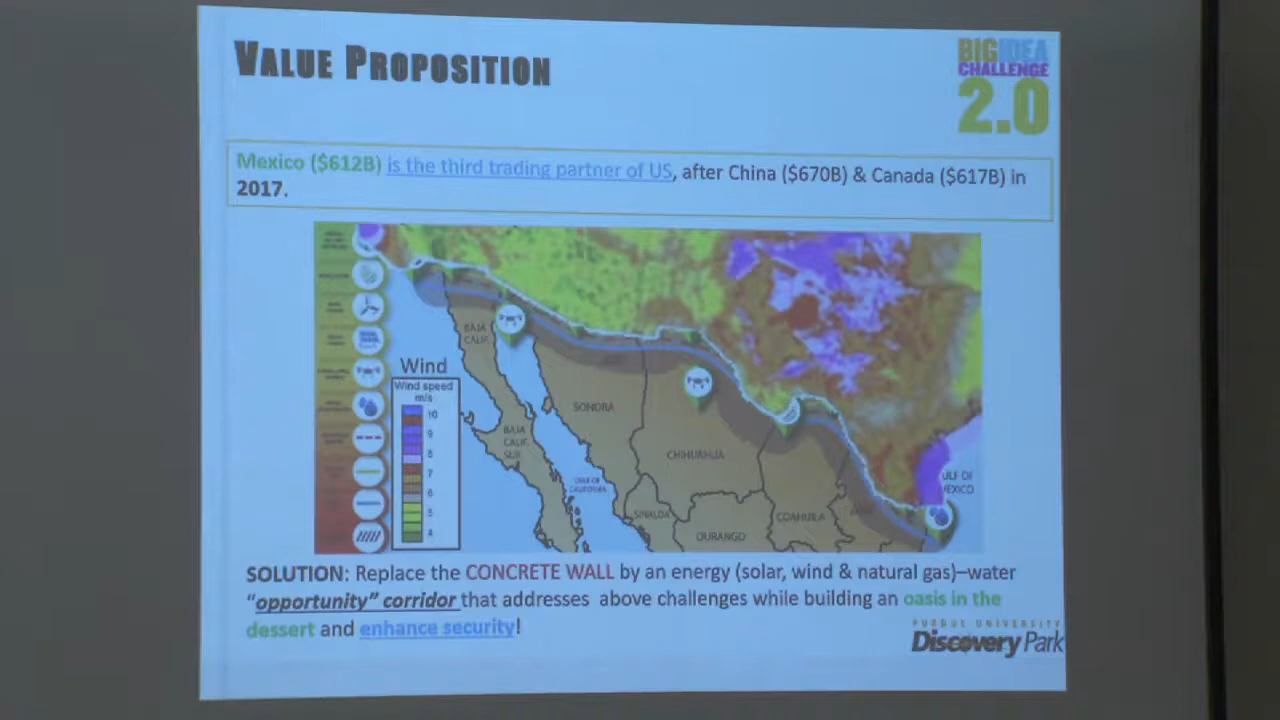 VALUE PROPOSITION
BIGIDEA
CHALLENGE
2.0
Mexico ($612B) is the third trading partner of US, after China ($670B) & Canada ($617B) in
2017.
Wind
Wind speed
m/s
10
9
8
7
6
5
4
BAJA
CALIF.
SONORA
BAJA
CALIF.
SUR
GULF OF
CALIFORNIA
CHIHUAHUA
SINALOA
DURANGO
COAHUILA
ULF OF
EXICO
SOLUTION: Replace the CONCRETE WALL by an energy (solar, wind & natural gas)–water
“opportunity” corridor that addresses above challenges while building an oasis in the
dessert and enhance security!
PURDUE UNIVERSITY
Discovery Park